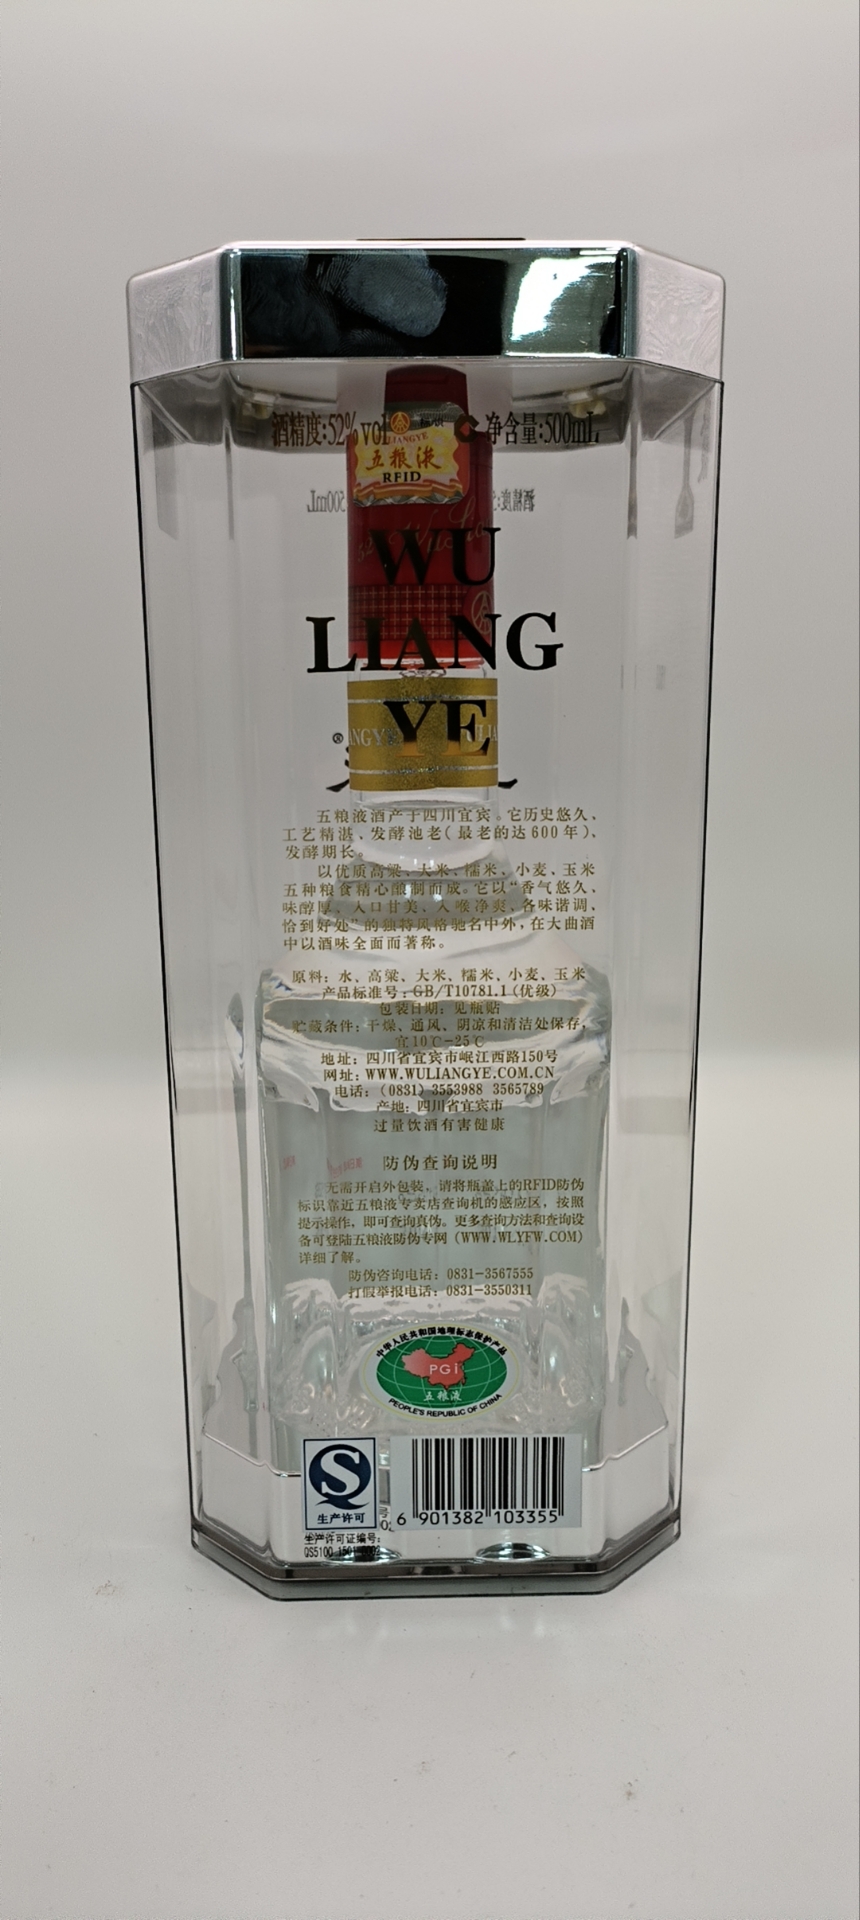 酒精度:52%vol 净含量:500mL
LIANGYE
五粮液
RFID
WU
LIANG
YE
五粮液酒产于四川宜宾。它历史悠久、
工艺精湛、发酵池老(最老的达600年)、
发酵期长。
以优质高粱、大米、糯米、小麦、玉米
五种粮食精心酿制而成。它以“香气悠久、
味醇厚、入口甘美、入喉净爽、各味谐调、
恰到好处”的独特风格驰名中外,在大曲酒
中以酒味全面而著称。
原料:水、高粱、大米、糯米、小麦、玉米
产品标准号:GB/T10781.1(优级)
包装日期:见瓶贴
贮藏条件:干燥、通风、阴凉和清洁处保存,
宜10℃-25℃
地址:四川省宜宾市岷江西路150号
网址:WWW.WULIANGYE.COM.CN
电话:(0831)3553988 3565789
产地:四川省宜宾市
过量饮酒有害健康
防伪查询说明
无需开启外包装,请将瓶盖上的RFID防伪
标识靠近五粮液专卖店查询机的感应区,按照
提示操作,即可查询真伪。更多查询方法和查询设
备可登陆五粮液防伪专网(WWW.WLYFW.COM)
详细了解。
防伪咨询电话:0831-3567555
打假举报电话:0831-3550311
中华人民共和国地理标志保护产品
PGi
五粮液
PEOPLE'S REPUBLIC OF CHINA
生产许可
6 901382 103355
生产许可证编号:
QS5100 1501